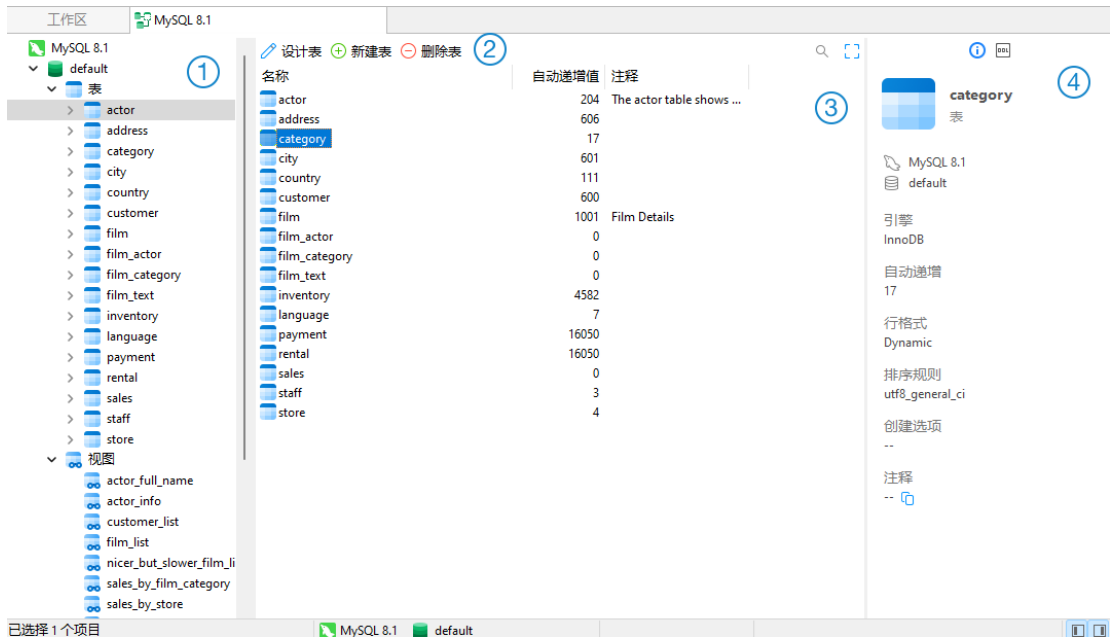 工作区
MySQL 8.1
MySQL 8.1
default
表
actor
address
category
city
country
customer
film
film_actor
film_category
film_text
inventory
language
payment
rental
sales
staff
store
视图
actor_full_name
actor_info
customer_list
film_list
nicer_but_slower_film_li
sales_by_film_category
sales_by_store
①
设计表 新建表 删除表 ②
名称 自动递增值 注释
actor 204 The actor table shows ...
address 606
category 17
city 601
country 111
customer 600
film 1001 Film Details
film_actor 0
film_category 0
film_text 0
inventory 4582
language 7
payment 16050
rental 16050
sales 0
staff 3
store 4
③
DDL
④
category
表
MySQL 8.1
default
引擎
InnoDB
自动递增
17
行格式
Dynamic
排序规则
utf8_general_ci
创建选项
--
注释
--
已选择 1 个项目 MySQL 8.1 default